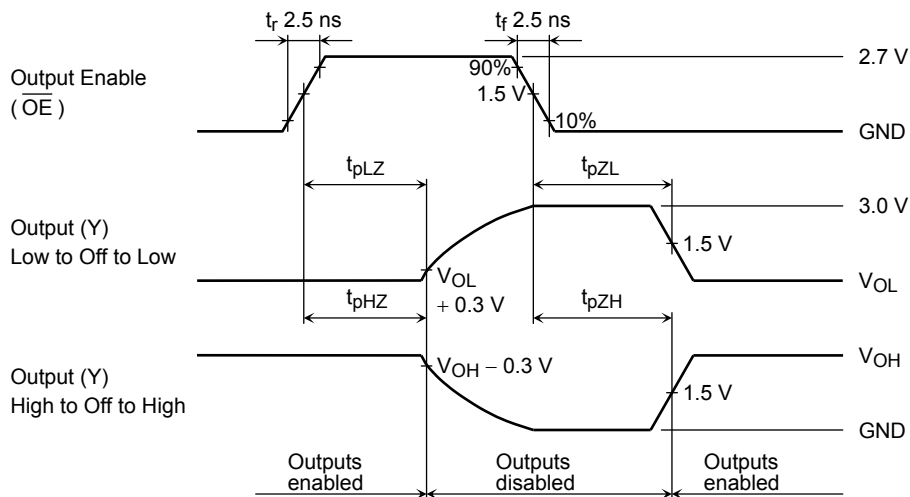 tr 2.5 ns
tf 2.5 ns
Output Enable
( OE )
90%
1.5 V
10%
2.7 V
GND
tpLZ
tpZL
Output (Y)
Low to Off to Low
3.0 V
1.5 V
VOL
+ 0.3 V
VOL
tpHZ
tpZH
Output (Y)
High to Off to High
VOH − 0.3 V
VOH
1.5 V
GND
Outputs
enabled
Outputs
disabled
Outputs
enabled